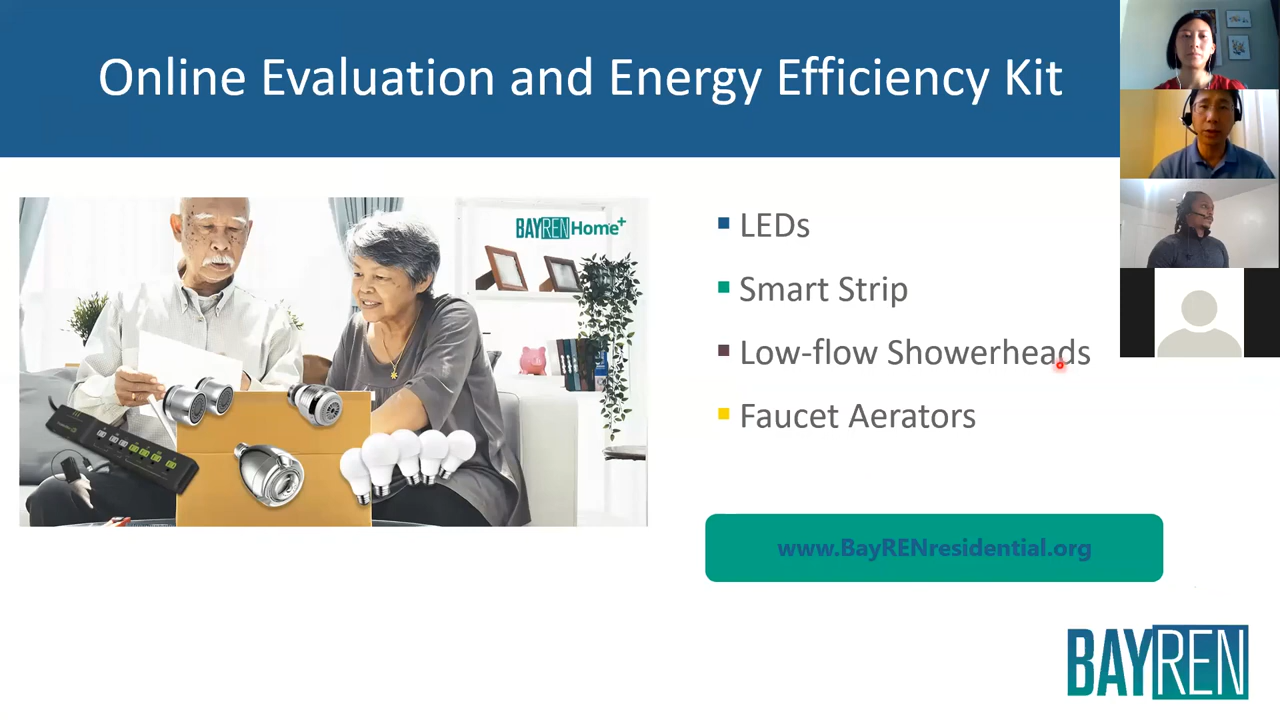 Online Evaluation and Energy Efficiency Kit
BAYREN Home+
LEDs
Smart Strip
Low-flow Showerheads
Faucet Aerators
www.BayRENresidential.org
BAYREN